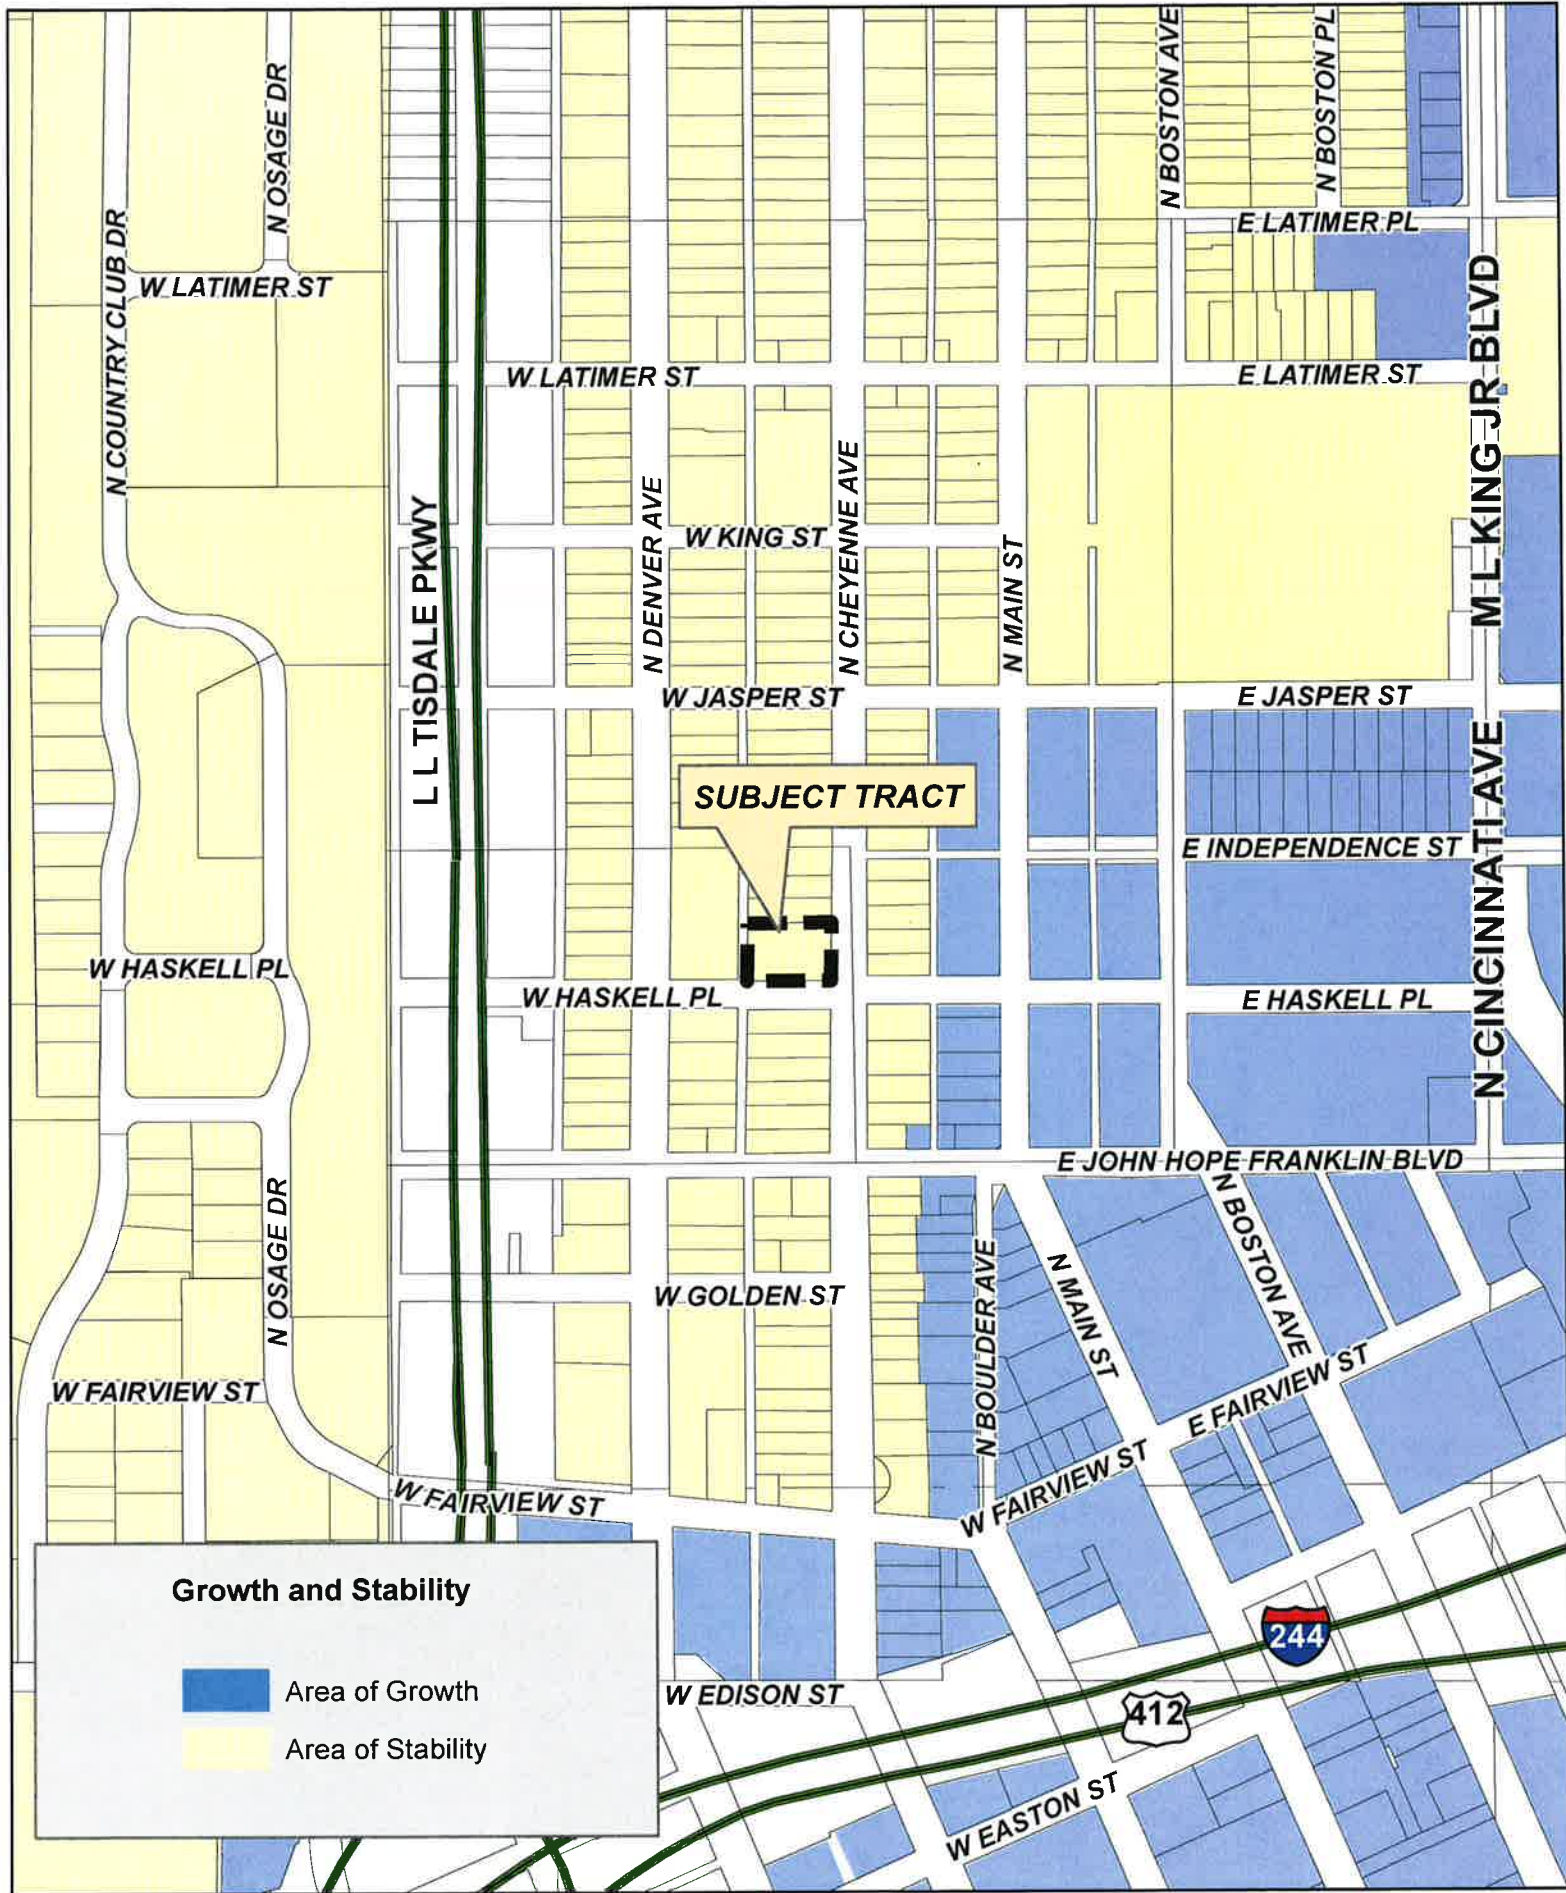 N BOSTON AVE
N BOSTON PL
N OSAGE DR
E LATIMER PL
N COUNTRY CLUB DR
W LATIMER ST
W LATIMER ST
E LATIMER ST
M L KING JR BLVD
N CHEYENNE AVE
N DENVER AVE
W KING ST
N MAIN ST
L L TISDALE PKWY
W JASPER ST
E JASPER ST
SUBJECT TRACT
N CINCINNATI AVE
E INDEPENDENCE ST
W HASKELL PL
W HASKELL PL
E HASKELL PL
E JOHN HOPE FRANKLIN BLVD
N OSAGE DR
N BOSTON AVE
N BOULDER AVE
N MAIN ST
W GOLDEN ST
W FAIRVIEW ST
E FAIRVIEW ST
W FAIRVIEW ST
W FAIRVIEW ST
Growth and Stability
Area of Growth
Area of Stability
244
W EDISON ST
412
W EASTON ST